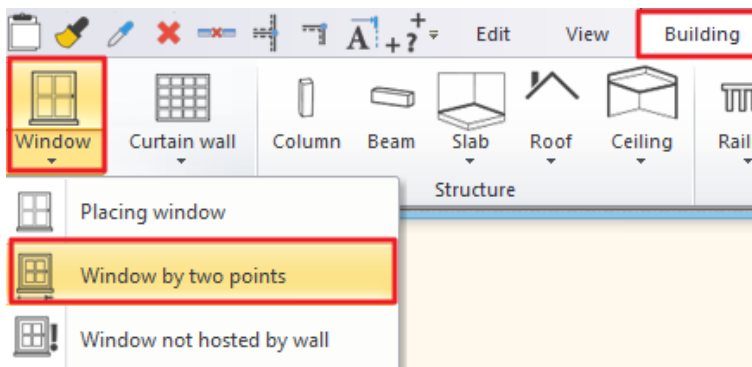 Edit View Building
Window Curtain wall Column Beam Slab Roof Ceiling Raili
Structure
Placing window
Window by two points
Window not hosted by wall